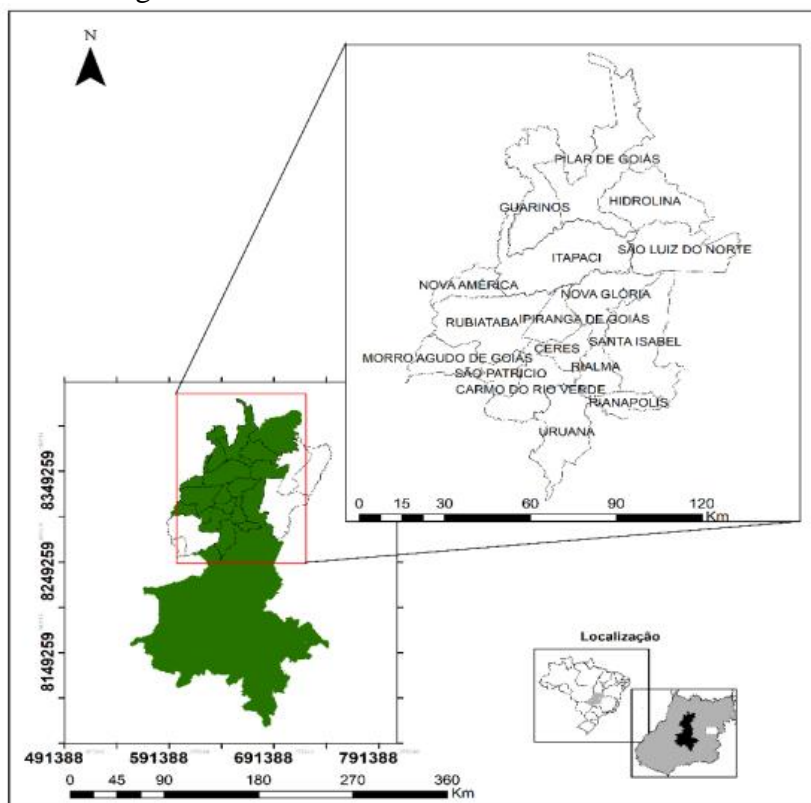 N
PILAR DE GOIÁS
HIDROLINA
GUARINOS
SÃO LUIZ DO NORTE
ITAPACI
NOVA AMÉRICA
NOVA GLÓRIA
RUBIATABA
IPIRANGA DE GOIÁS
SANTA ISABEL
CERES
MORRO AGUDO DE GOIÁS
RIALMA
SÃO PATRICIO
CARMO DO RIO VERDE
RIANAPOLIS
URUANA
0 15 30 60 90 120
Km
8349259
8249259
8149259
Localização
491388 591388 691388 791388
0 45 90 180 270 360
Km